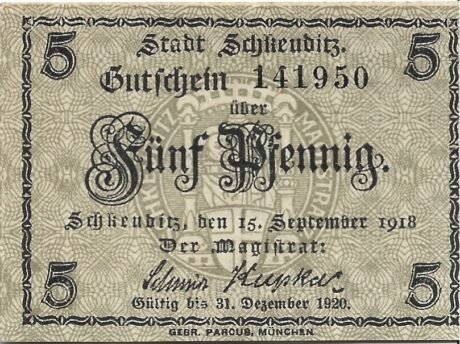 5 Stadt Schkeuditz. 5
Gutschein 141950
über
Fünf Pfennig.
Schkeuditz, den 15. September 1918
Der Magistrat:
5 5
Gültig bis 31. Dezember 1920.
GEBR. PARCUS, MÜNCHEN.